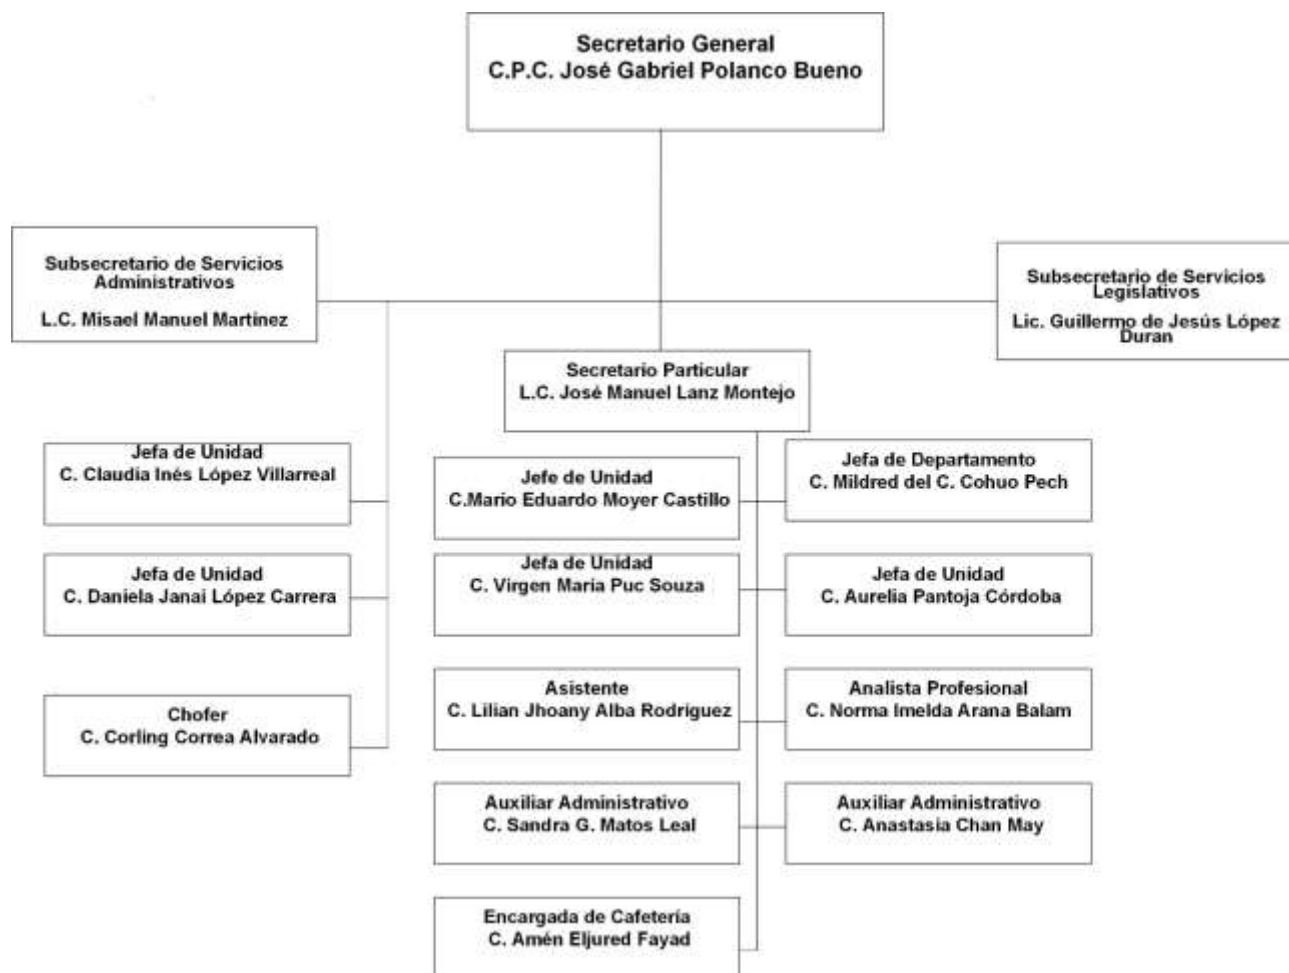 Secretario General
C.P.C. José Gabriel Polanco Bueno
Subsecretario de Servicios
Administrativos
L.C. Misael Manuel Martínez
Subsecretario de Servicios
Legislativos
Lic. Guillermo de Jesús López
Duran
Secretario Particular
L.C. José Manuel Lanz Montejo
Jefa de Unidad
C. Claudia Inés López Villarreal
Jefe de Unidad
C.Mario Eduardo Moyer Castillo
Jefa de Departamento
C. Mildred del C. Cohuo Pech
Jefa de Unidad
C. Daniela Janai López Carrera
Jefa de Unidad
C. Virgen María Puc Souza
Jefa de Unidad
C. Aurelia Pantoja Córdoba
Chofer
C. Corling Correa Alvarado
Asistente
C. Lilian Jhoany Alba Rodríguez
Analista Profesional
C. Norma Imelda Arana Balam
Auxiliar Administrativo
C. Sandra G. Matos Leal
Auxiliar Administrativo
C. Anastasia Chan May
Encargada de Cafetería
C. Amén Eljured Fayad